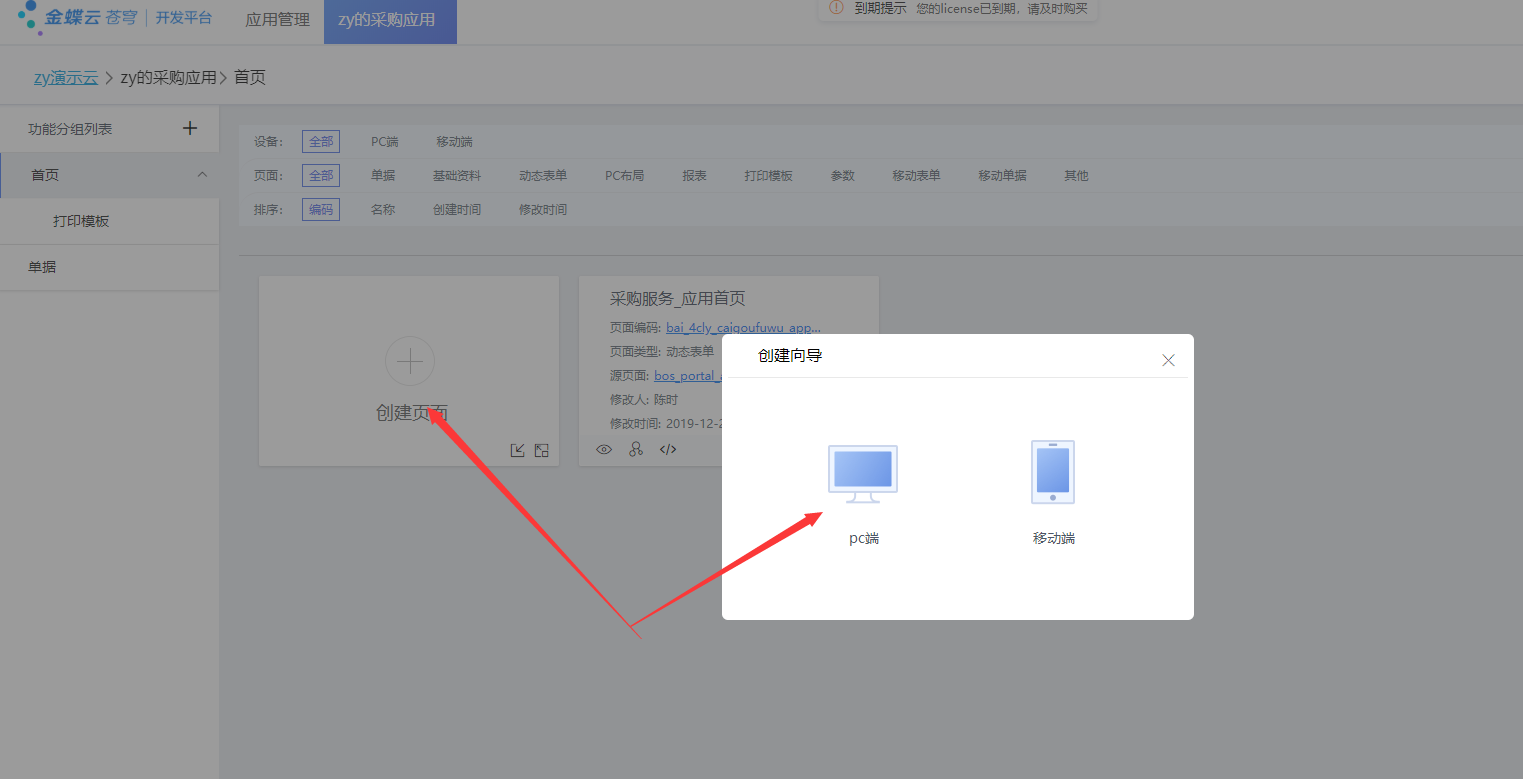 金蝶云 苍穹 | 开发平台 应用管理 zy的采购应用 到期提示 您的license已到期，请及时购买
zy演示云 > zy的采购应用 > 首页
功能分组列表 +
首页
打印模板
单据
设备： 全部 PC端 移动端
页面： 全部 单据 基础资料 动态表单 PC布局 报表 打印模板 参数 移动表单 移动单据 其他
排序： 编码 名称 创建时间 修改时间
创建页面
采购服务_应用首页
页面编码: bai_4cly_caigoufuwu_app...
页面类型: 动态表单
源页面: bos_portal_
修改人: 陈时
修改时间: 2019-12-2
创建向导
pc端
移动端